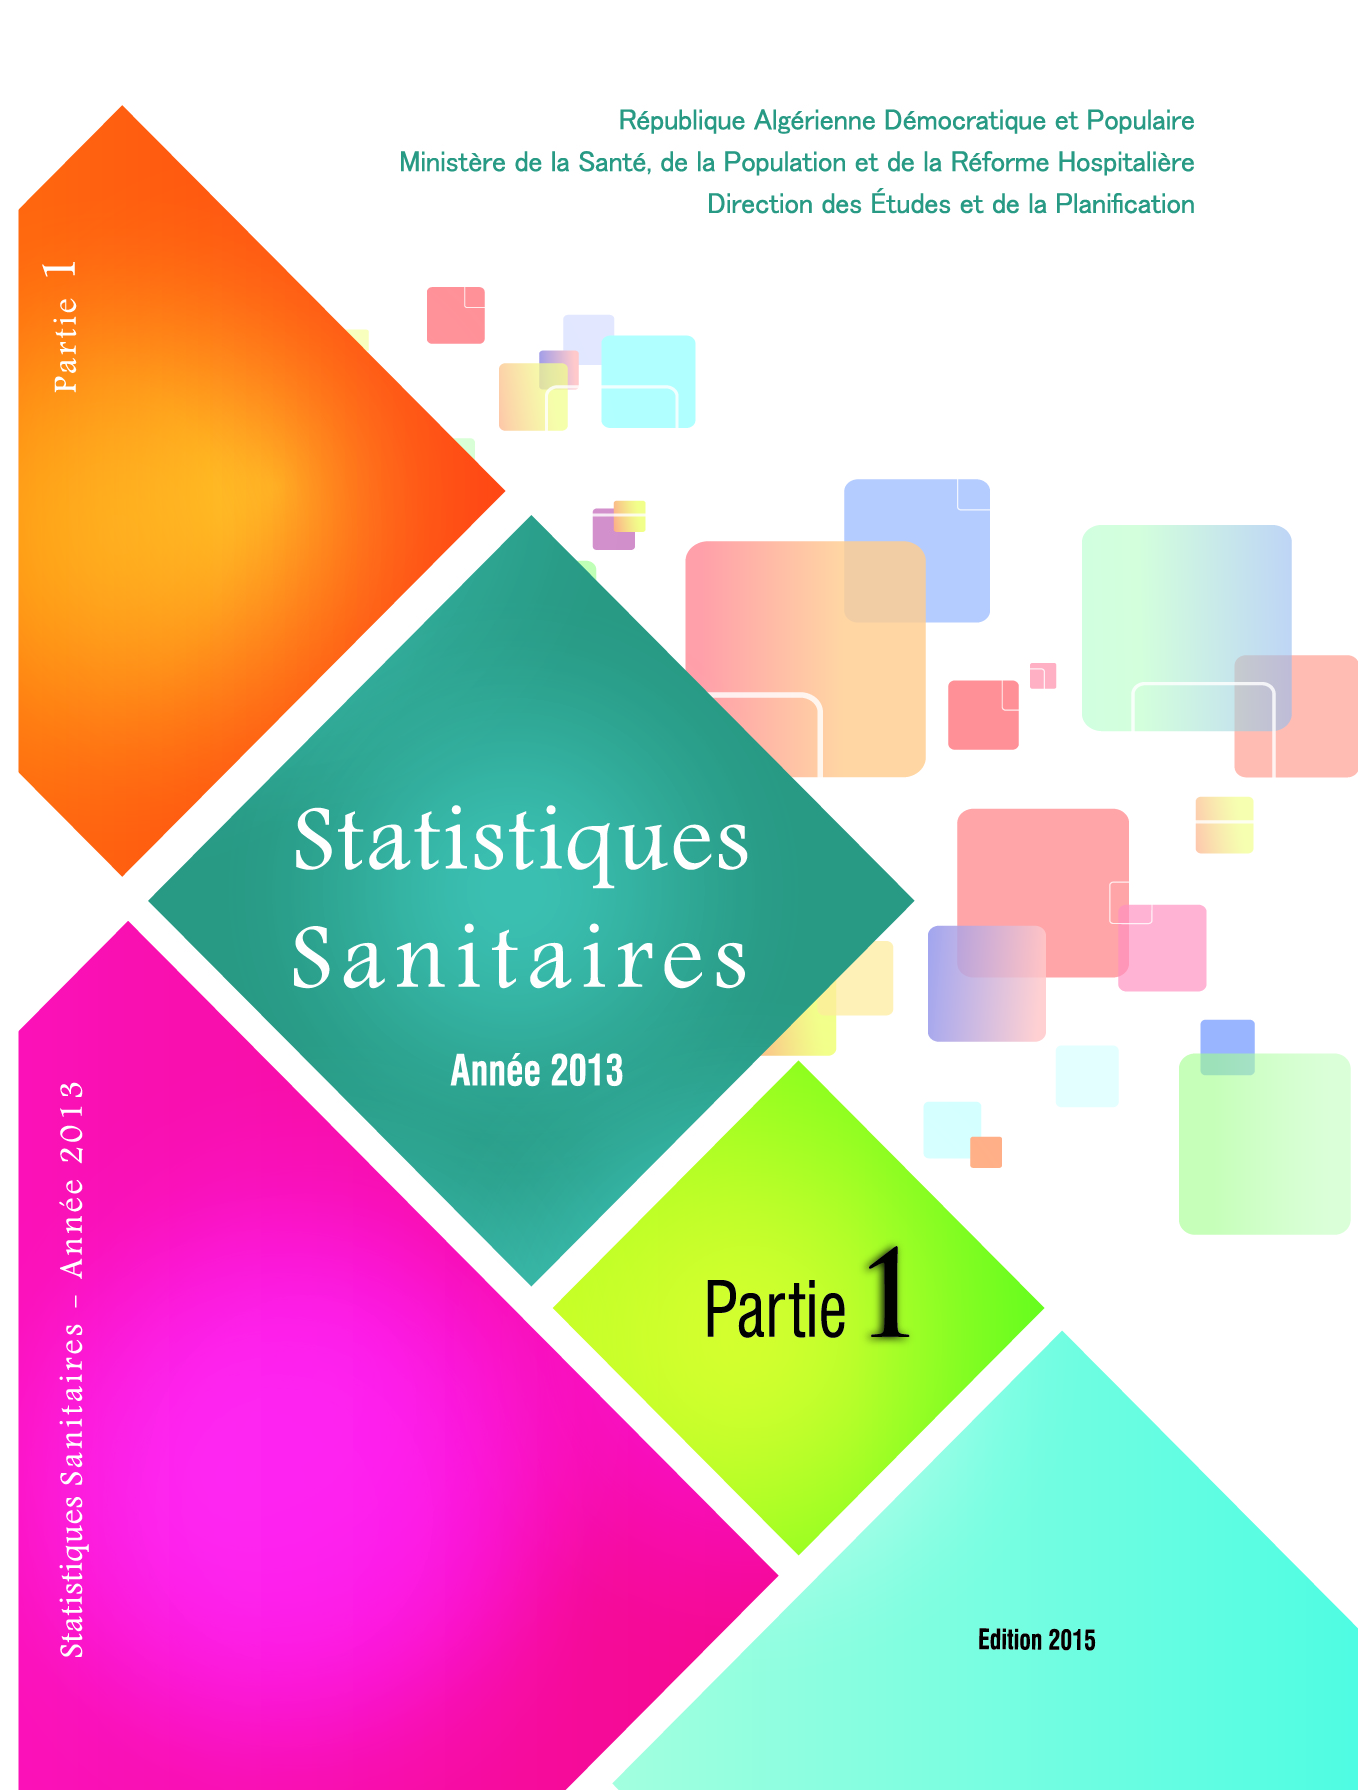 République Algérienne Démocratique et Populaire
Ministère de la Santé, de la Population et de la Réforme Hospitalière
Direction des Études et de la Planification
Partie 1
Statistiques
Sanitaires
Année 2013
Statistiques Sanitaires – Année 2013
Partie 1
Edition 2015